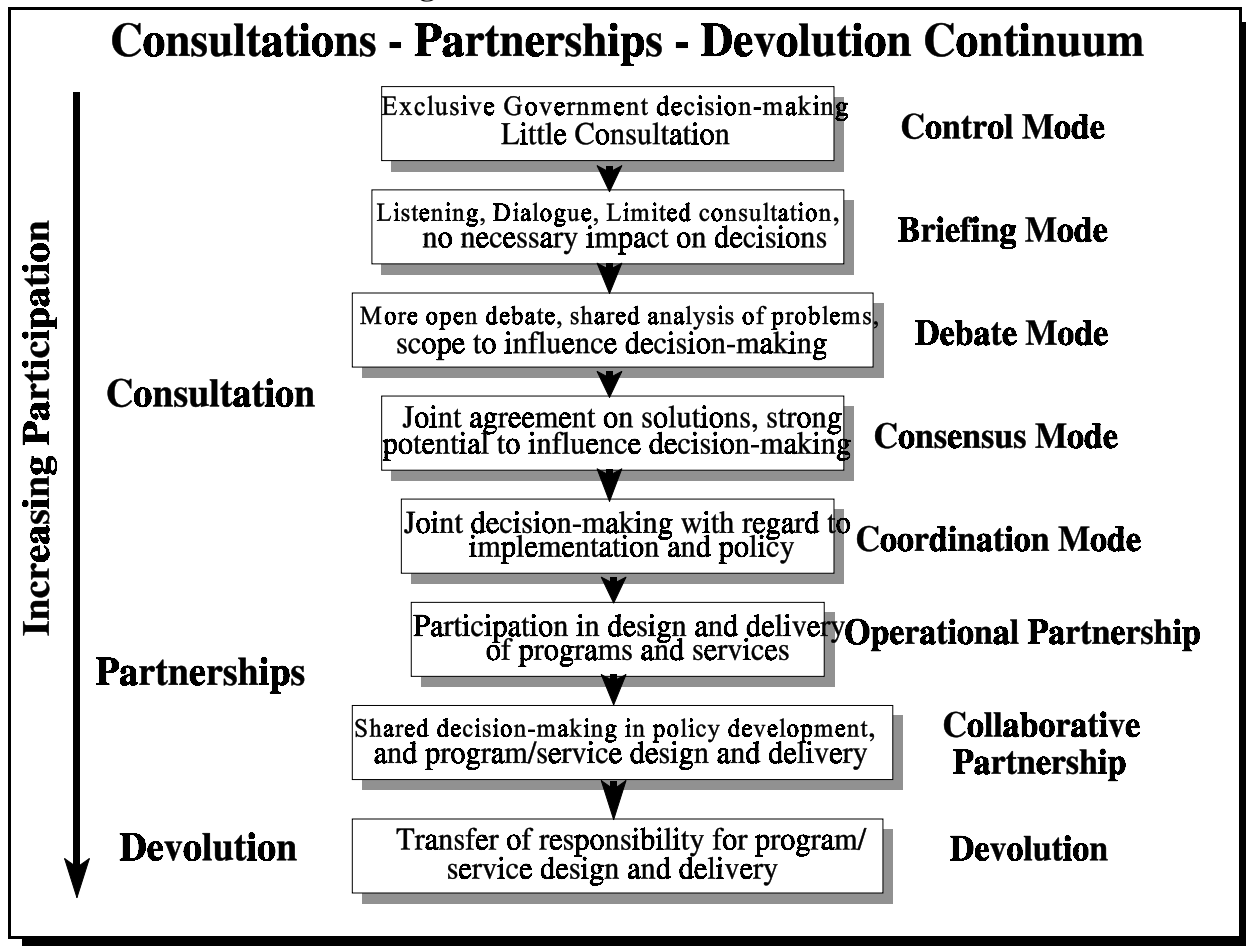 Consultations - Partnerships - Devolution Continuum
Exclusive Government decision-making
Little Consultation
Control Mode
Listening, Dialogue, Limited consultation,
no necessary impact on decisions
Briefing Mode
More open debate, shared analysis of problems,
scope to influence decision-making
Debate Mode
Consultation
Joint agreement on solutions, strong
potential to influence decision-making
Consensus Mode
Increasing Participation
Joint decision-making with regard to
implementation and policy
Coordination Mode
Participation in design and delivery
of programs and services
Operational Partnership
Partnerships
Shared decision-making in policy development,
and program/service design and delivery
Collaborative
Partnership
Devolution
Transfer of responsibility for program/
service design and delivery
Devolution